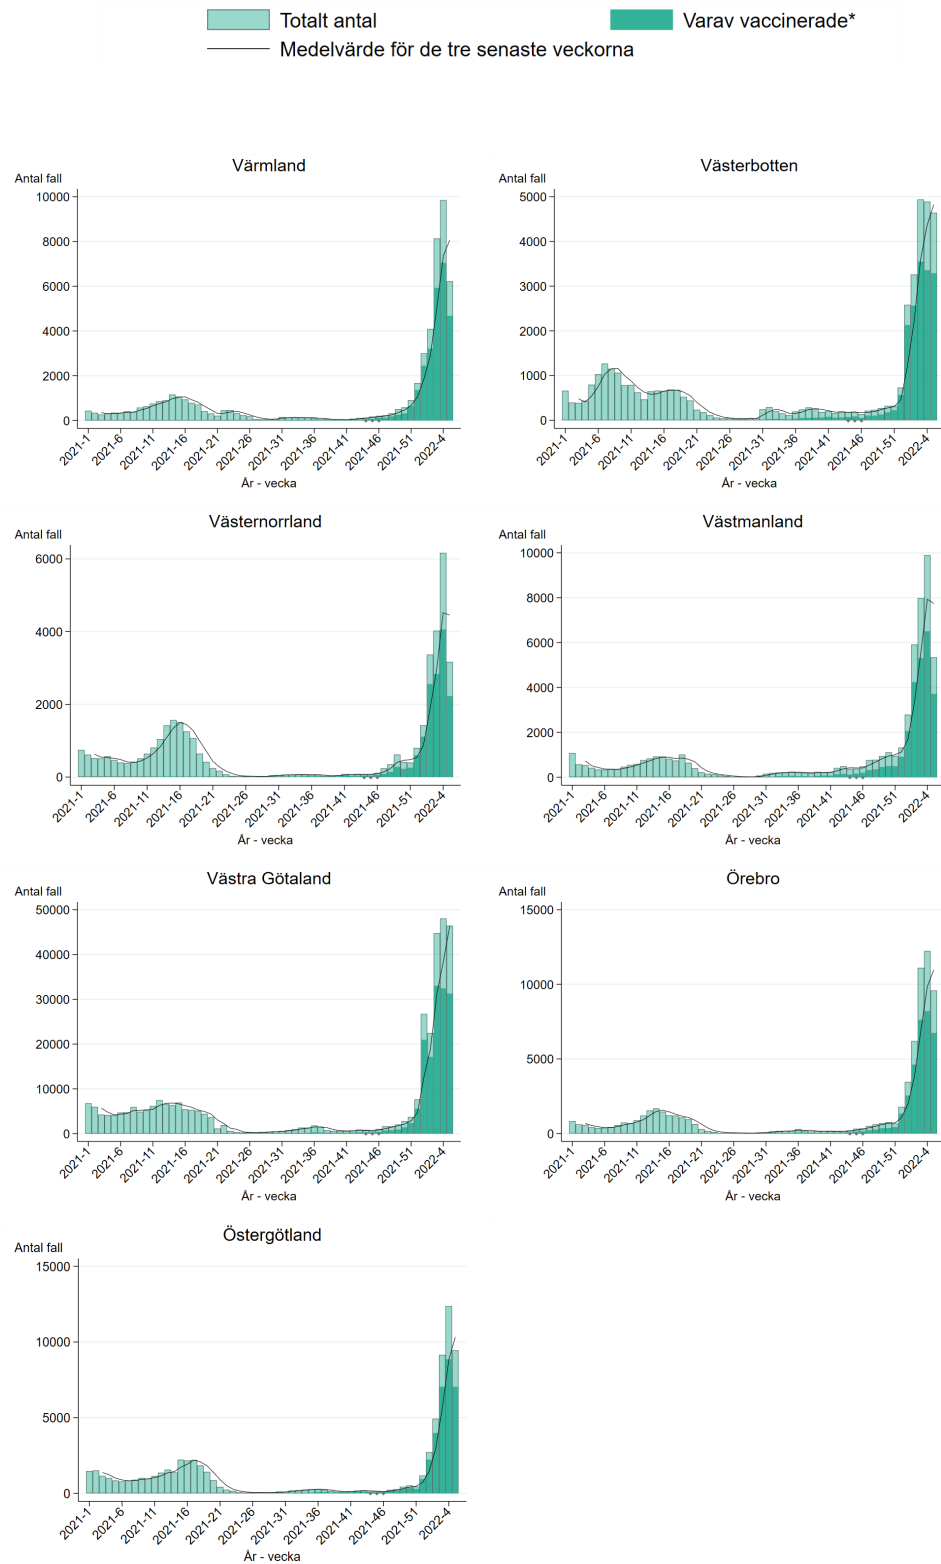 Totalt antal
Varav vaccinerade*
Medelvärde för de tre senaste veckorna
Värmland
Antal fall
10000
8000
6000
4000
2000
0
2021-1 2021-6 2021-11 2021-16 2021-21 2021-26 2021-31 2021-36 2021-41 2021-46 2021-51 2022-4
År - vecka
Västerbotten
Antal fall
5000
4000
3000
2000
1000
0
2021-1 2021-6 2021-11 2021-16 2021-21 2021-26 2021-31 2021-36 2021-41 2021-46 2021-51 2022-4
År - vecka
Västernorrland
Antal fall
6000
4000
2000
0
2021-1 2021-6 2021-11 2021-16 2021-21 2021-26 2021-31 2021-36 2021-41 2021-46 2021-51 2022-4
År - vecka
Västmanland
Antal fall
10000
8000
6000
4000
2000
0
2021-1 2021-6 2021-11 2021-16 2021-21 2021-26 2021-31 2021-36 2021-41 2021-46 2021-51 2022-4
År - vecka
Västra Götaland
Antal fall
50000
40000
30000
20000
10000
0
2021-1 2021-6 2021-11 2021-16 2021-21 2021-26 2021-31 2021-36 2021-41 2021-46 2021-51 2022-4
År - vecka
Örebro
Antal fall
15000
10000
5000
0
2021-1 2021-6 2021-11 2021-16 2021-21 2021-26 2021-31 2021-36 2021-41 2021-46 2021-51 2022-4
År - vecka
Östergötland
Antal fall
15000
10000
5000
0
2021-1 2021-6 2021-11 2021-16 2021-21 2021-26 2021-31 2021-36 2021-41 2021-46 2021-51 2022-4
År - vecka